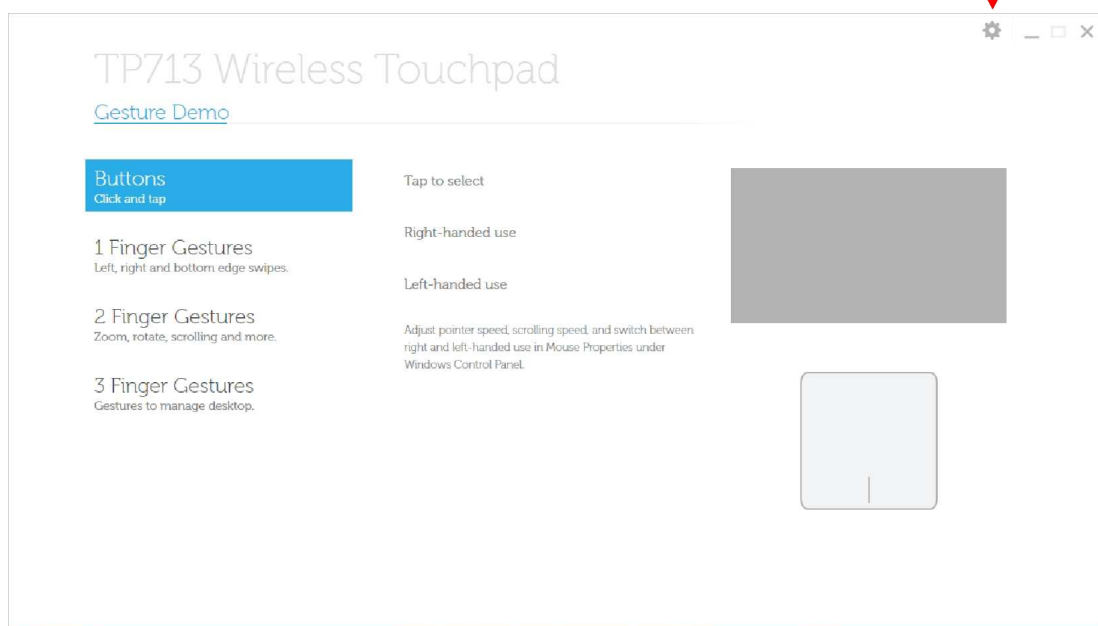 TP713 Wireless Touchpad
Gesture Demo
Buttons
Click and tap
1 Finger Gestures
Left, right and bottom edge swipes.
2 Finger Gestures
Zoom, rotate, scrolling and more.
3 Finger Gestures
Gestures to manage desktop.
Tap to select
Right-handed use
Left-handed use
Adjust pointer speed, scrolling speed, and switch between
right and left-handed use in Mouse Properties under
Windows Control Panel.